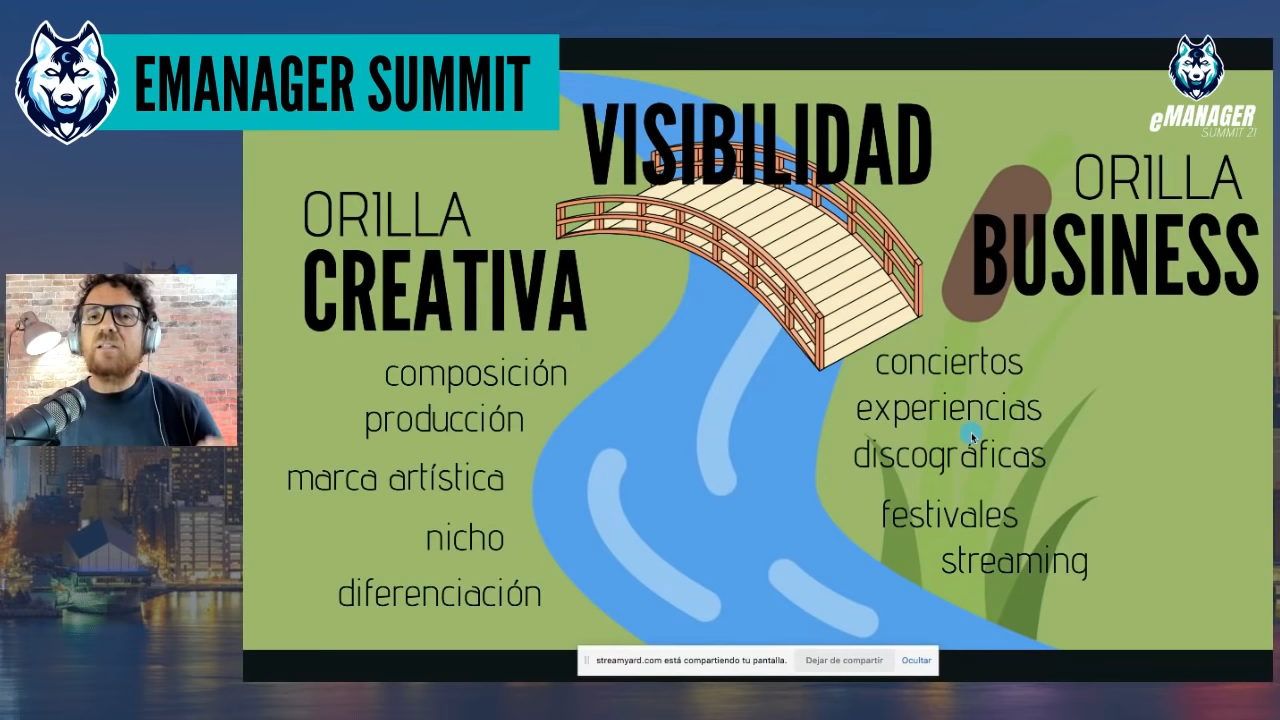 EMANAGER SUMMIT
eMANAGER
SUMMIT 21
VISIBILIDAD
ORILLA
CREATIVA
composición
producción
marca artística
nicho
diferenciación
ORILLA
BUSINESS
conciertos
experiencias
discográficas
festivales
streaming
streamyard.com está compartiendo tu pantalla.
Dejar de compartir
Ocultar